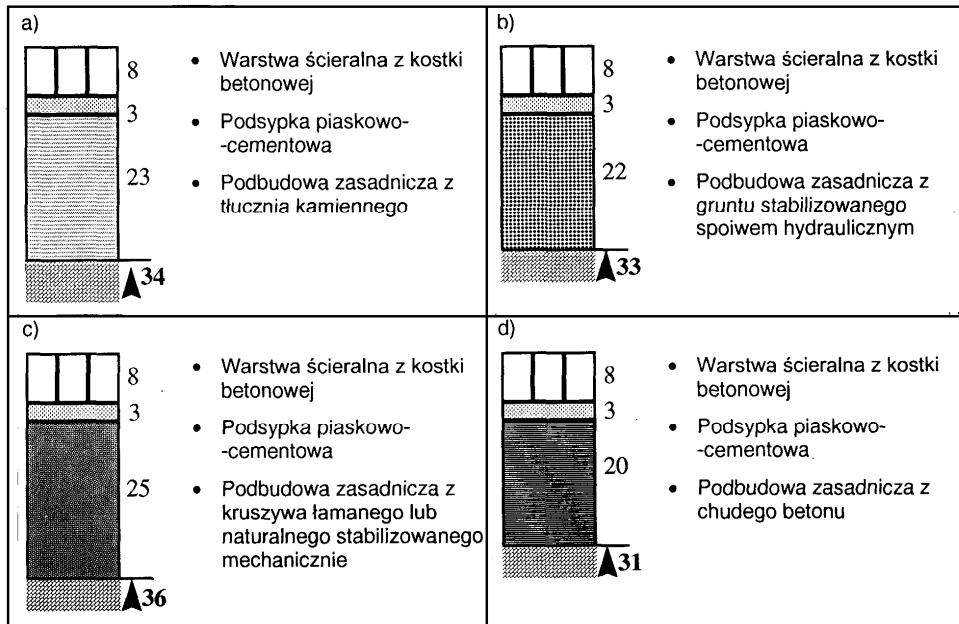 a)
8
3
23
34
• Warstwa ścieralna z kostki
betonowej
• Podsypka piaskowo-
-cementowa
• Podbudowa zasadnicza z
tłucznia kamiennego
b)
8
3
22
33
• Warstwa ścieralna z kostki
betonowej
• Podsypka piaskowo-
-cementowa
• Podbudowa zasadnicza z
gruntu stabilizowanego
spoiwem hydraulicznym
c)
8
3
25
36
• Warstwa ścieralna z kostki
betonowej
• Podsypka piaskowo-
-cementowa
• Podbudowa zasadnicza z
kruszywa łamanego lub
naturalnego stabilizowanego
mechanicznie
d)
8
3
20
31
• Warstwa ścieralna z kostki
betonowej
• Podsypka piaskowo-
-cementowa
• Podbudowa zasadnicza z
chudego betonu